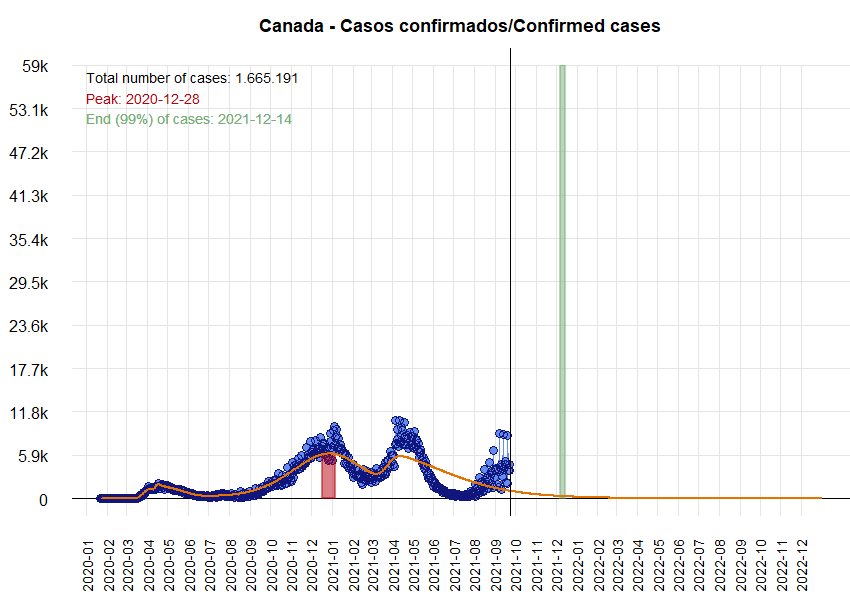 Canada - Casos confirmados/Confirmed cases
59k
Total number of cases: 1.665.191
Peak: 2020-12-28
53.1k
End (99%) of cases: 2021-12-14
47.2k
41.3k
35.4k
29.5k
23.6k
17.7k
11.8k
5.9k
0
2020-01
2020-02
2020-03
2020-04
2020-05
2020-06
2020-07
2020-08
2020-09
2020-10
2020-11
2020-12
2021-01
2021-02
2021-03
2021-04
2021-05
2021-06
2021-07
2021-08
2021-09
2021-10
2021-11
2021-12
2022-01
2022-02
2022-03
2022-04
2022-05
2022-06
2022-07
2022-08
2022-09
2022-10
2022-11
2022-12